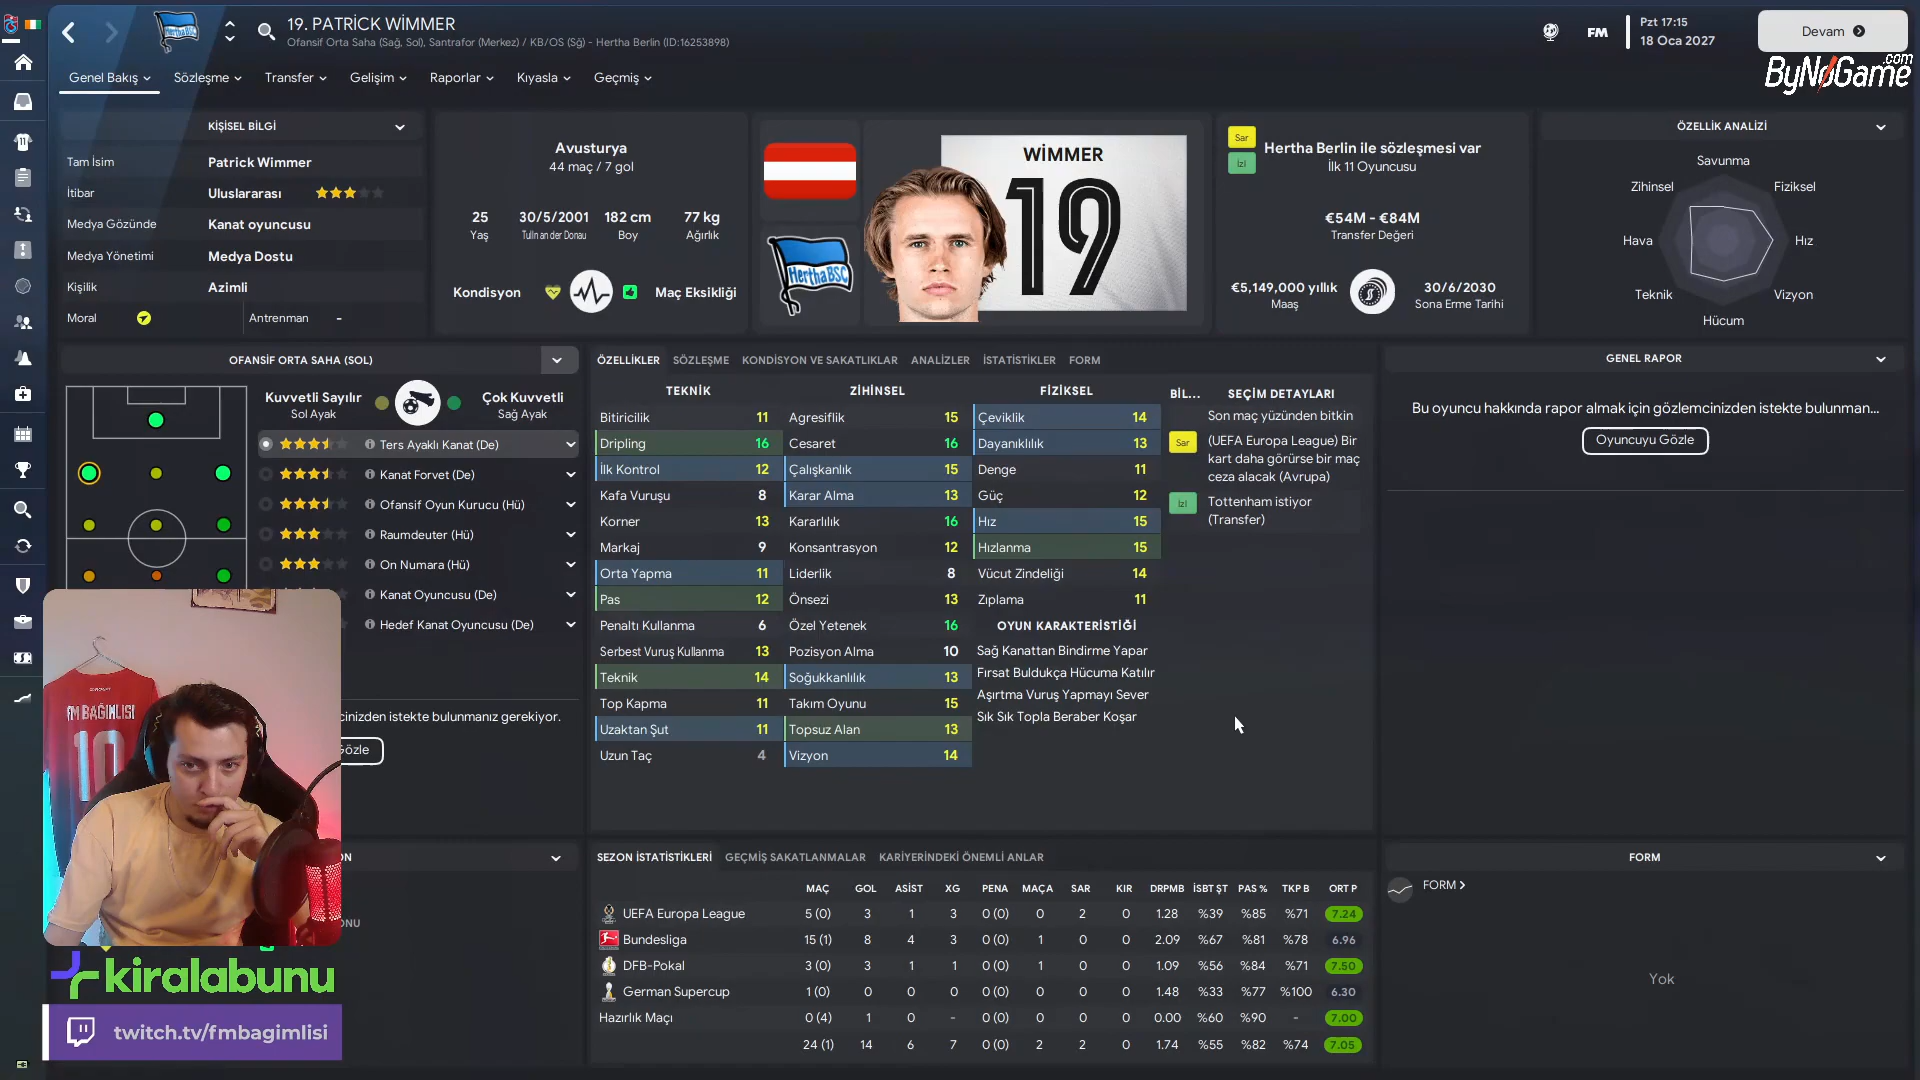 19. PATRİCK WİMMER
Ofansif Orta Saha (Sağ, Sol), Santrafor (Merkez) / KB/OS (Sğ) - Hertha Berlin (ID:16253898)
FM
Pzt 17:15
18 Oca 2027
Devam
ByNoGame.com
Genel Bakış
Sözleşme
Transfer
Gelişim
Raporlar
Kıyasla
Geçmiş
KİŞİSEL BİLGİ
Tam İsim Patrick Wimmer
İtibar Uluslararası
Medya Gözünde Kanat oyuncusu
Medya Yönetimi Medya Dostu
Kişilik Azimli
Moral
Antrenman -
Avusturya
44 maç / 7 gol
25 30/5/2001 182 cm 77 kg
Yaş Tulln an der Donau Boy Ağırlık
Kondisyon
Maç Eksikliği
Hertha BSC
WİMMER
19
Sar
İzl
Hertha Berlin ile sözleşmesi var
İlk 11 Oyuncusu
€54M - €84M
Transfer Değeri
€5,149,000 yıllık
Maaş
30/6/2030
Sona Erme Tarihi
ÖZELLİK ANALİZİ
Savunma
Zihinsel
Fiziksel
Hava
Hız
Teknik
Vizyon
Hücum
OFANSİF ORTA SAHA (SOL)
Kuvvetli Sayılır
Sol Ayak
Çok Kuvvetli
Sağ Ayak
Ters Ayaklı Kanat (De)
Kanat Forvet (De)
Ofansif Oyun Kurucu (Hü)
Raumdeuter (Hü)
On Numara (Hü)
Kanat Oyuncusu (De)
Hedef Kanat Oyuncusu (De)
cinizden istekte bulunmanız gerekiyor.
özle
ÖZELLİKLER
SÖZLEŞME
KONDİSYON VE SAKATLIKLAR
ANALİZLER
İSTATİSTİKLER
FORM
TEKNİK
Bitiricilik 11
Dripling 16
İlk Kontrol 12
Kafa Vuruşu 8
Korner 13
Markaj 9
Orta Yapma 11
Pas 12
Penaltı Kullanma 6
Serbest Vuruş Kullanma 13
Teknik 14
Top Kapma 11
Uzaktan Şut 11
Uzun Taç 4
ZİHİNSEL
Agresiflik 15
Cesaret 16
Çalışkanlık 15
Karar Alma 13
Kararlılık 16
Konsantrasyon 12
Liderlik 8
Önsezi 13
Özel Yetenek 16
Pozisyon Alma 10
Soğukkanlılık 13
Takım Oyunu 15
Topsuz Alan 13
Vizyon 14
FİZİKSEL
Çeviklik 14
Dayanıklılık 13
Denge 11
Güç 12
Hız 15
Hızlanma 15
Vücut Zindeliği 14
Zıplama 11
OYUN KARAKTERİSTİĞİ
Sağ Kanattan Bindirme Yapar
Fırsat Buldukça Hücuma Katılır
Aşırtma Vuruş Yapmayı Sever
Sık Sık Topla Beraber Koşar
BİL...
SEÇİM DETAYLARI
Son maç yüzünden bitkin
Sar
(UEFA Europa League) Bir
kart daha görürse bir maç
ceza alacak (Avrupa)
İzl
Tottenham istiyor
(Transfer)
GENEL RAPOR
Bu oyuncu hakkında rapor almak için gözlemcinizden istekte bulunman...
Oyuncuyu Gözle
FM BAĞIMLISI
10
ON
ONU
kiralabunu
twitch.tv/fmbagimlisi
SEZON İSTATİSTİKLERİ
GEÇMİŞ SAKATLANMALAR
KARİYERİNDEKİ ÖNEMLİ ANLAR
MAÇ GOL ASİST XG PENA MAÇA SAR KIR DRPMB İSBT ŞT PAS % TKP B ORT P
UEFA Europa League 5 (0) 3 1 3 0 (0) 0 2 0 1.28 %39 %85 %71 7.24
Bundesliga 15 (1) 8 4 3 0 (0) 1 0 0 2.09 %67 %81 %78 6.96
DFB-Pokal 3 (0) 3 1 1 0 (0) 1 0 0 1.09 %56 %84 %71 7.50
German Supercup 1 (0) 0 0 0 0 (0) 0 0 0 1.48 %33 %77 %100 6.30
Hazırlık Maçı 0 (4) 1 0 - 0 (0) 0 0 0 0.00 %60 %90 - 7.00
24 (1) 14 6 7 0 (0) 2 2 0 1.74 %55 %82 %74 7.05
FORM
FORM
Yok